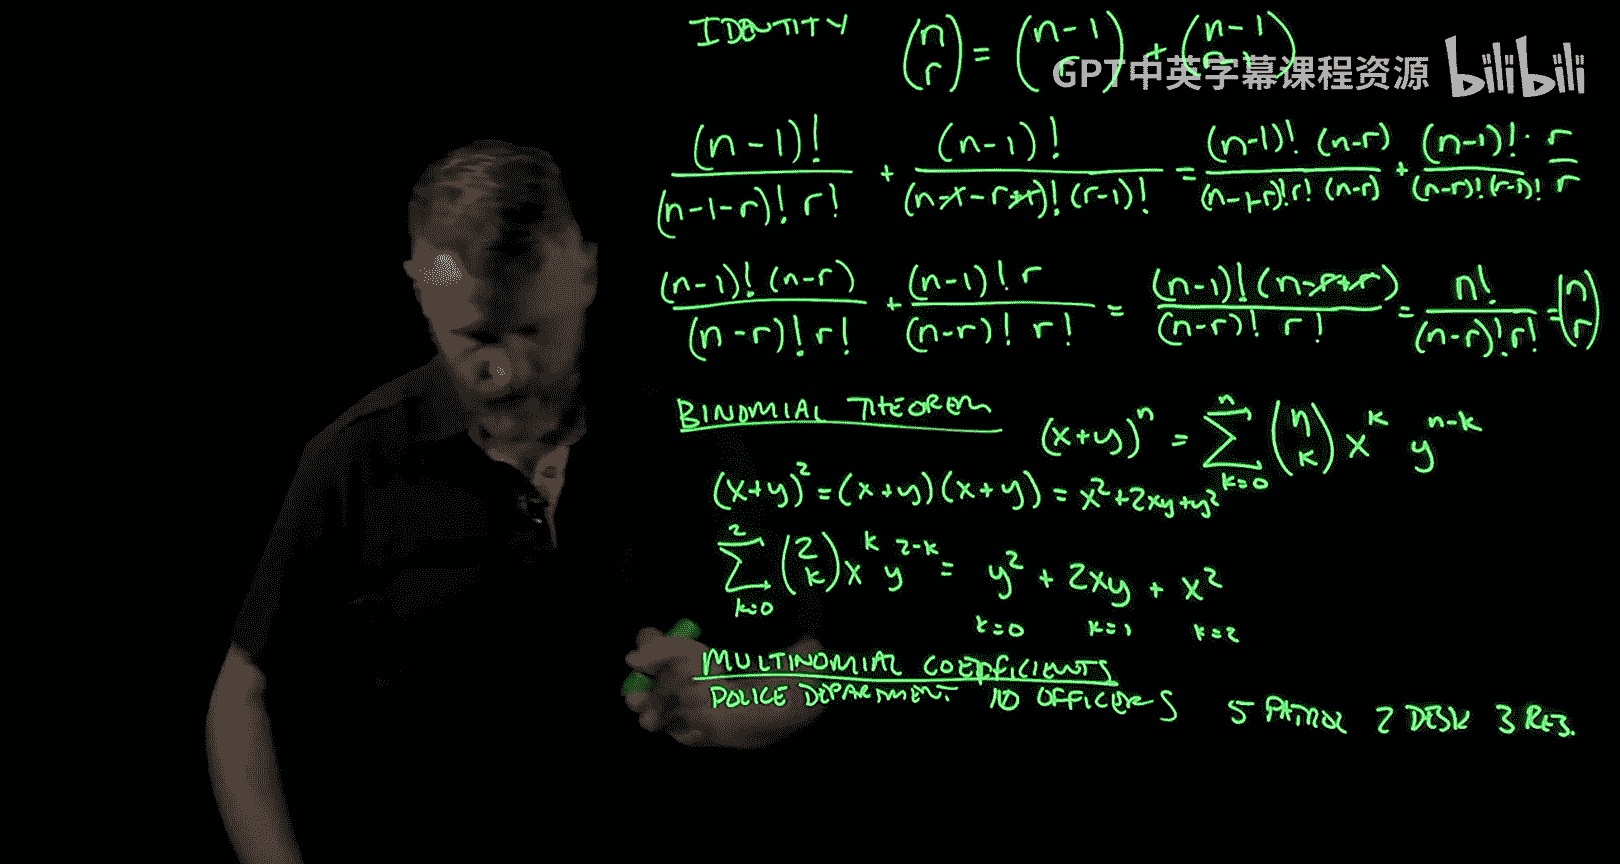 IDENTITY (n r) = (n-1 r) + (n-1 r-1)
GPT中英字幕课程资源 bilibili
(n-1)!/((n-1-r)! r!) + (n-1)!/((n-1-r+1)! (r-1)!) = (n-1)! (n-r)/((n-1-r)! r! (n-r)) + (n-1)!/((n-r)! (r-1)!) · r/r
(n-1)! (n-r)/((n-r)! r!) + (n-1)! r/((n-r)! r!) = (n-1)! (n-r+r)/((n-r)! r!) = n!/((n-r)! r!) = (n r)
BINOMIAL THEOREM (x+y)^n = ∑_{k=0}^{n} (n k) x^k y^{n-k}
(x+y)^2 = (x+y)(x+y) = x^2+2xy+y^2
∑_{k=0}^{2} (2 k) x^k y^{2-k} = y^2 + 2xy + x^2
k=0 k=1 k=2
MULTINOMIAL COEFFICIENTS
POLICE DEPARTMENT 10 OFFICERS 5 PATROL 2 DESK 3 RES.